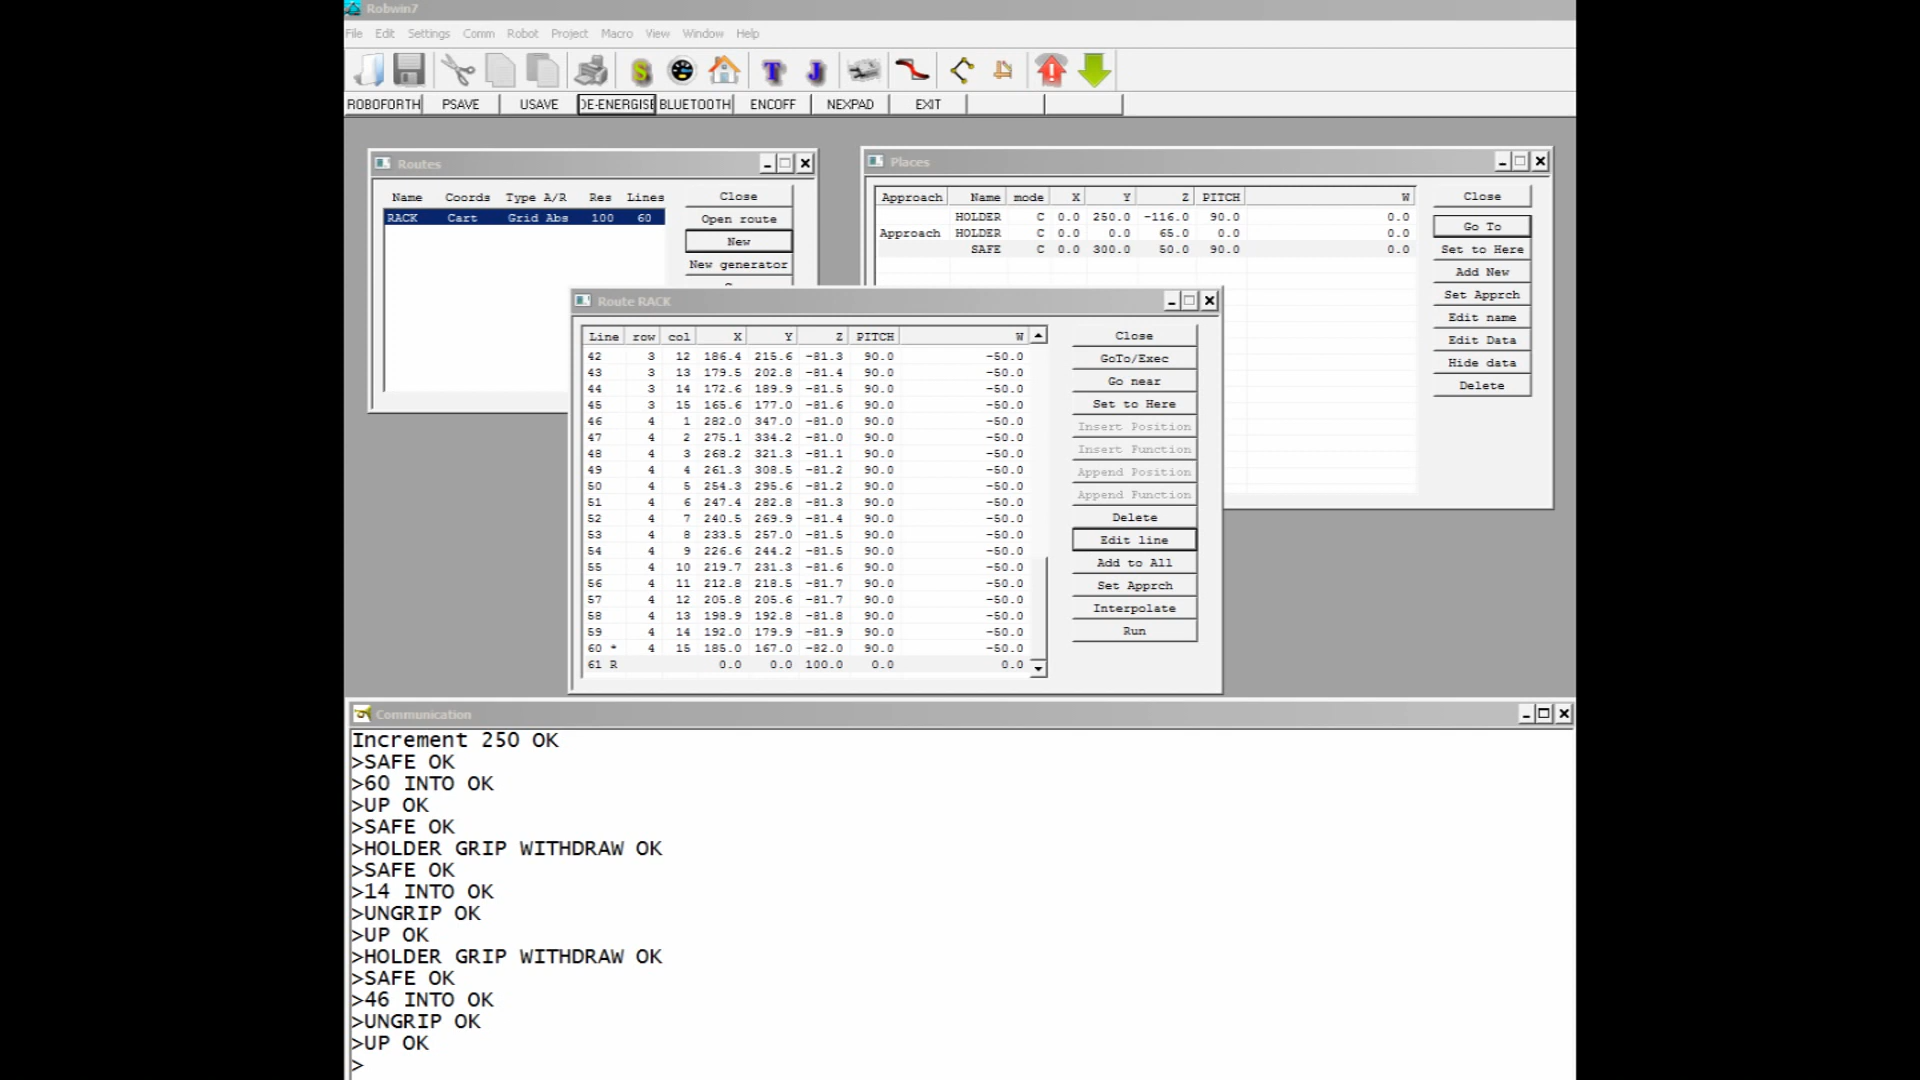 Robwin7
File Edit Settings Comm Robot Project Macro View Window Help
ROBOFORTH PSAVE USAVE DE-ENERGISE BLUETOOTH ENCOFF NEXPAD EXIT
Routes
Name Coords Type A/R Res Lines
RACK Cart Grid Abs 100 60
Close
Open route
New
New generator
Places
Approach Name mode X Y Z PITCH W
HOLDER C 0.0 250.0 -116.0 90.0 0.0
Approach HOLDER C 0.0 0.0 65.0 0.0 0.0
SAFE C 0.0 300.0 50.0 90.0 0.0
Close
Go To
Set to Here
Add New
Set Apprch
Edit name
Edit Data
Hide data
Delete
Route RACK
Line row col X Y Z PITCH W
42 3 12 186.4 215.6 -81.3 90.0 -50.0
43 3 13 179.5 202.8 -81.4 90.0 -50.0
44 3 14 172.6 189.9 -81.5 90.0 -50.0
45 3 15 165.6 177.0 -81.6 90.0 -50.0
46 4 1 282.0 347.0 -81.0 90.0 -50.0
47 4 2 275.1 334.2 -81.0 90.0 -50.0
48 4 3 268.2 321.3 -81.1 90.0 -50.0
49 4 4 261.3 308.5 -81.2 90.0 -50.0
50 4 5 254.3 295.6 -81.2 90.0 -50.0
51 4 6 247.4 282.8 -81.3 90.0 -50.0
52 4 7 240.5 269.9 -81.4 90.0 -50.0
53 4 8 233.5 257.0 -81.5 90.0 -50.0
54 4 9 226.6 244.2 -81.5 90.0 -50.0
55 4 10 219.7 231.3 -81.6 90.0 -50.0
56 4 11 212.8 218.5 -81.7 90.0 -50.0
57 4 12 205.8 205.6 -81.7 90.0 -50.0
58 4 13 198.9 192.8 -81.8 90.0 -50.0
59 4 14 192.0 179.9 -81.9 90.0 -50.0
60 * 4 15 185.0 167.0 -82.0 90.0 -50.0
61 R 0.0 0.0 100.0 0.0 0.0
Close
GoTo/Exec
Go near
Set to Here
Insert Position
Insert Function
Append Position
Append Function
Delete
Edit line
Add to All
Set Apprch
Interpolate
Run
Communication
Increment 250 OK
>SAFE OK
>60 INTO OK
>UP OK
>SAFE OK
>HOLDER GRIP WITHDRAW OK
>SAFE OK
>14 INTO OK
>UNGRIP OK
>UP OK
>HOLDER GRIP WITHDRAW OK
>SAFE OK
>46 INTO OK
>UNGRIP OK
>UP OK
>